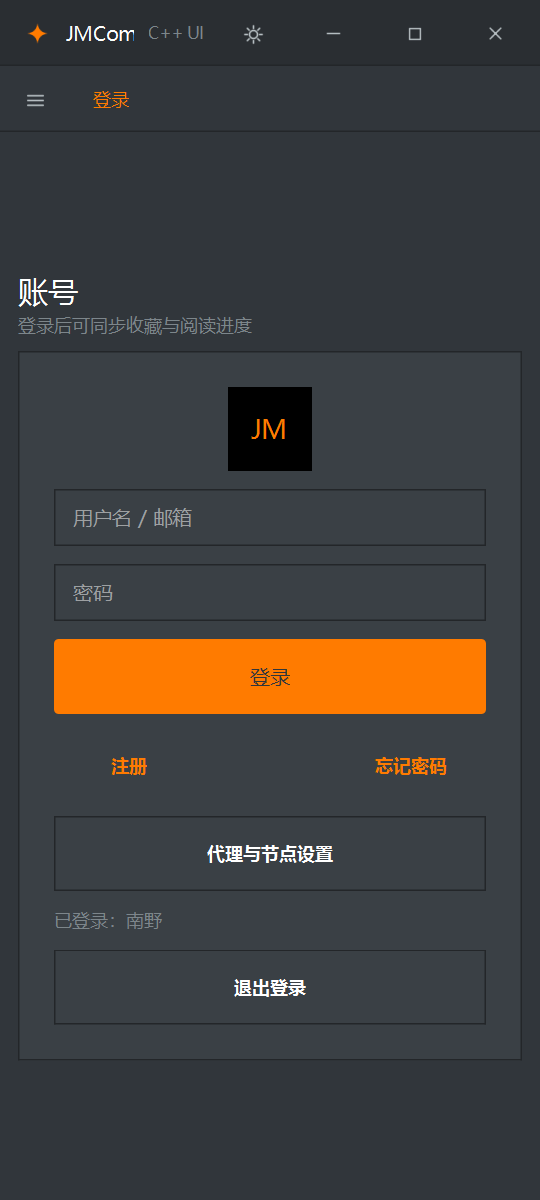 JMCom C++ UI
登录
账号
登录后可同步收藏与阅读进度
JM
用户名 / 邮箱
密码
登录
注册 忘记密码
代理与节点设置
已登录：南野
退出登录